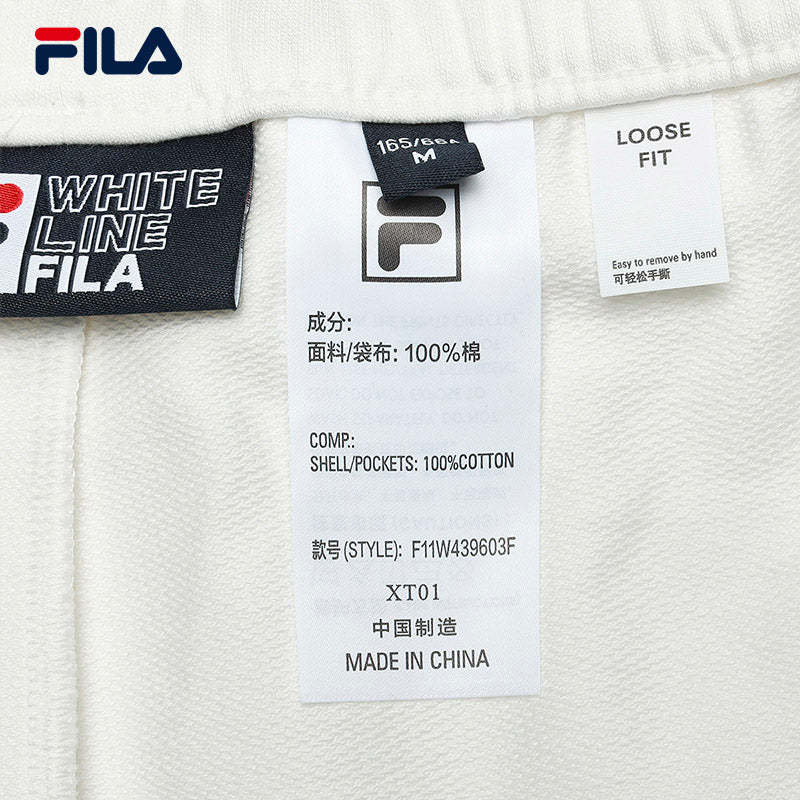 FILA
WHITE
LINE
FILA
165/66A
M
LOOSE
FIT
Easy to remove by hand
可轻松手撕
成分:
面料/袋布: 100%棉
COMP.:
SHELL/POCKETS: 100%COTTON
款号(STYLE): F11W439603F
XT01
中国制造
MADE IN CHINA